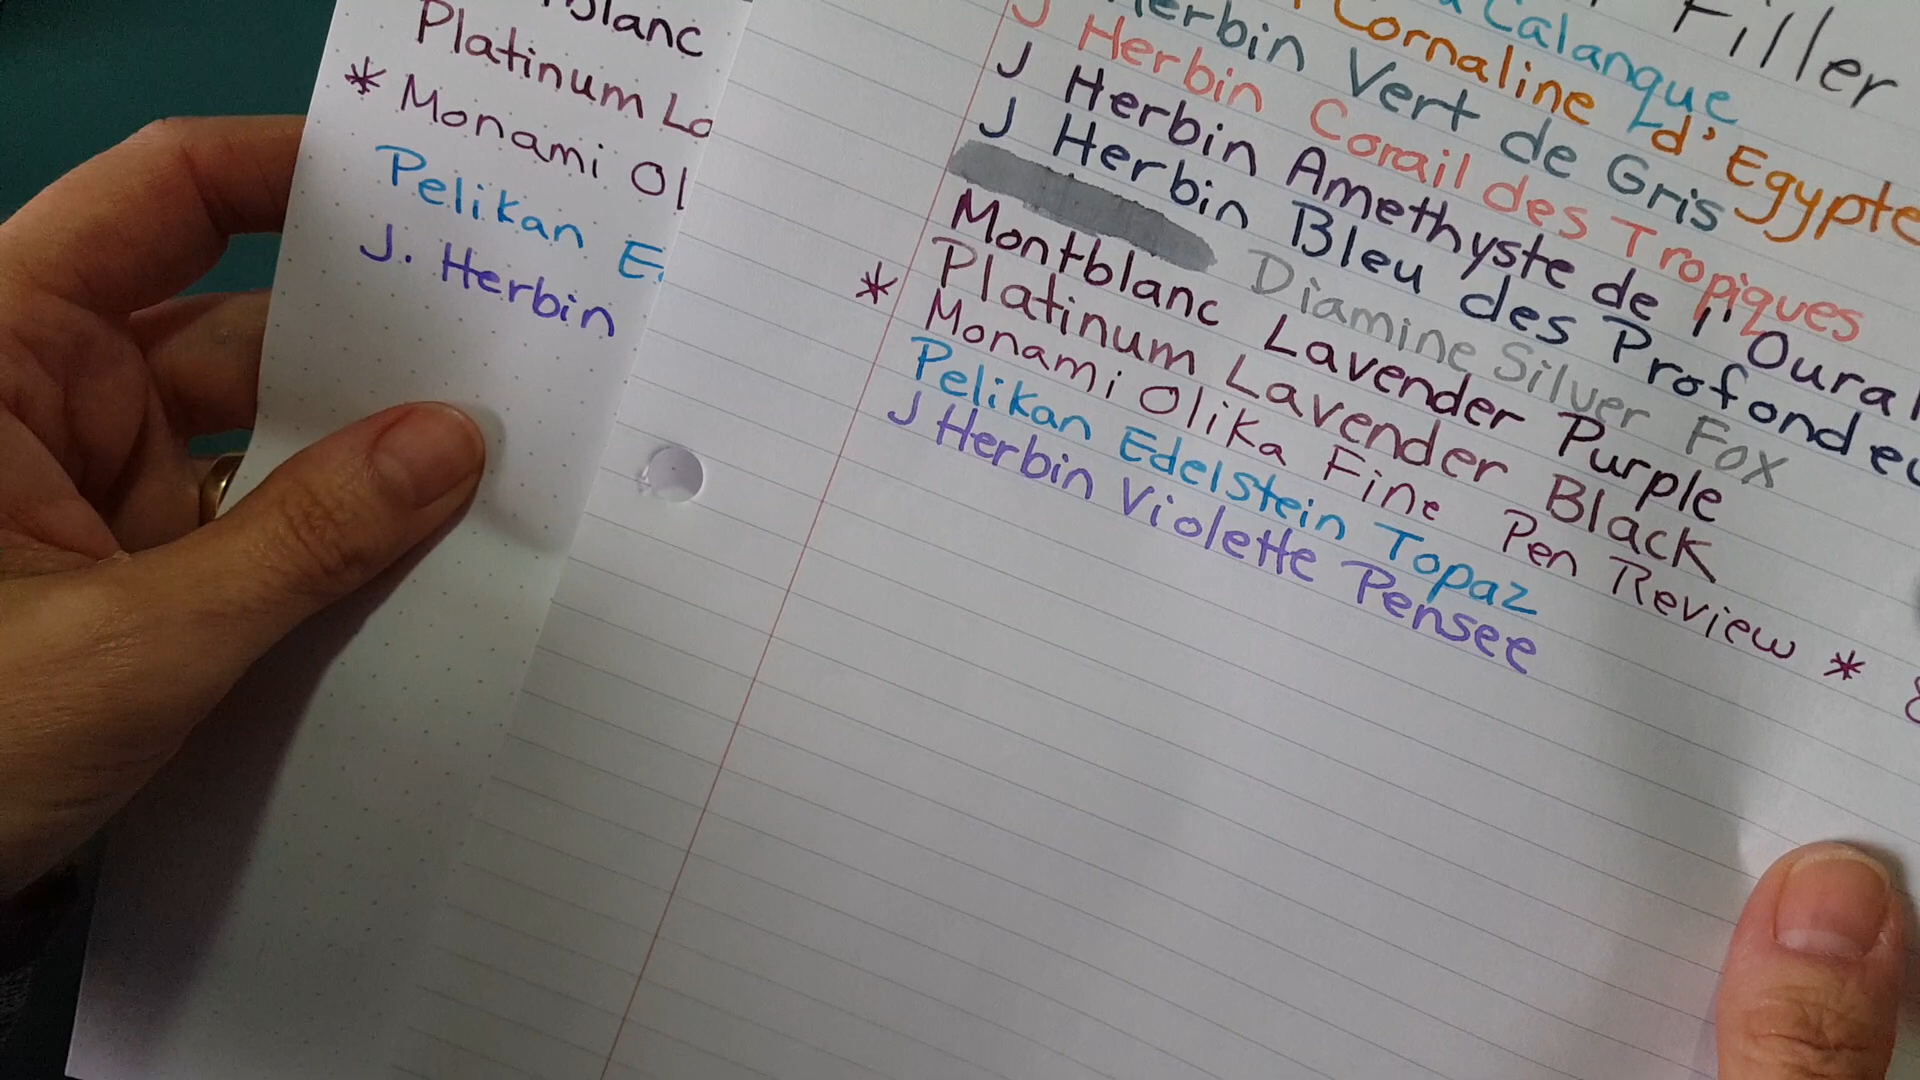 blanc
Platinum La
* Monami Ol
Pelikan E
J. Herbin
Filler
Calanque
Cornaline d'Egypte
Herbin Vert de Gris
J Herbin Corail des Tropiques
J Herbin Amethyste de l'Oural
J Herbin Bleu des Profondeu
Diamine Silver Fox
Montblanc Lavender Purple
Platinum Lavender Black
* Monami Olika Fine Pen Review *
Pelikan Edelstein Topaz
J Herbin Violette Pensee